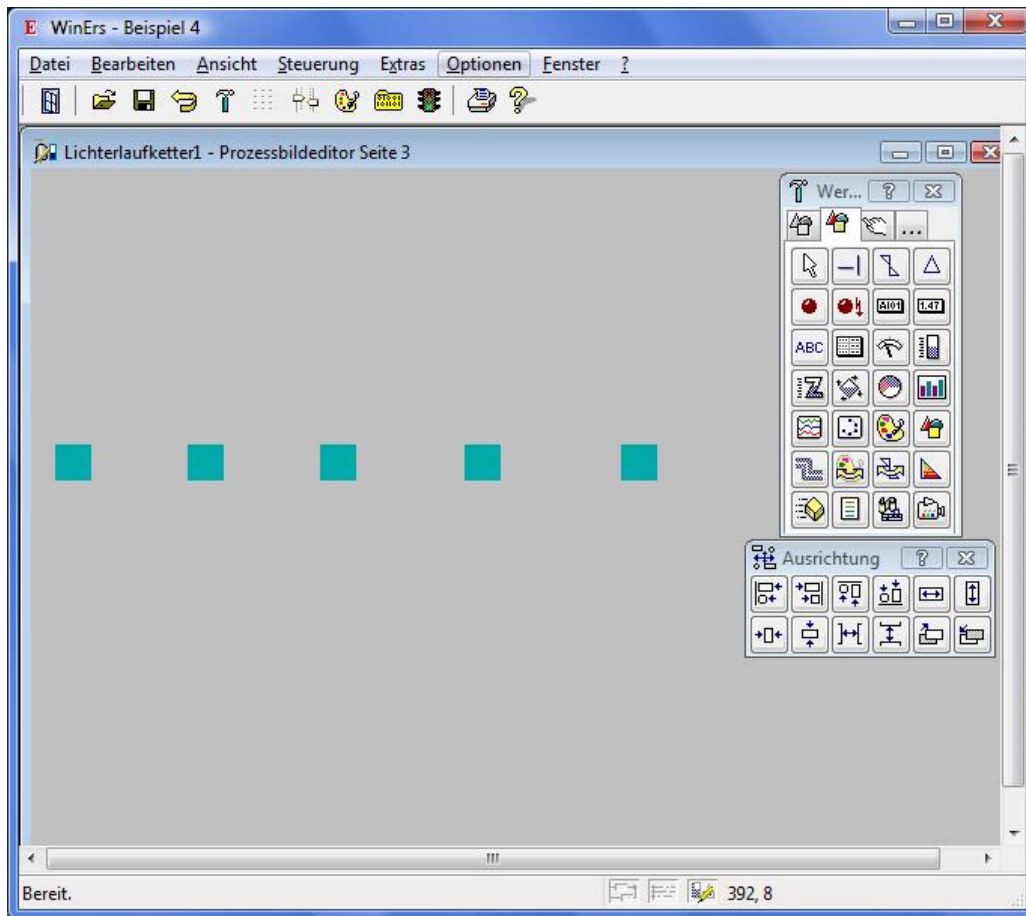 WinErs - Beispiel 4
Datei Bearbeiten Ansicht Steuerung Extras Optionen Fenster ?
Lichterlaufketter1 - Prozessbildeditor Seite 3
Wer...
...
AI01 1.47
ABC
Ausrichtung
Bereit. 392, 8